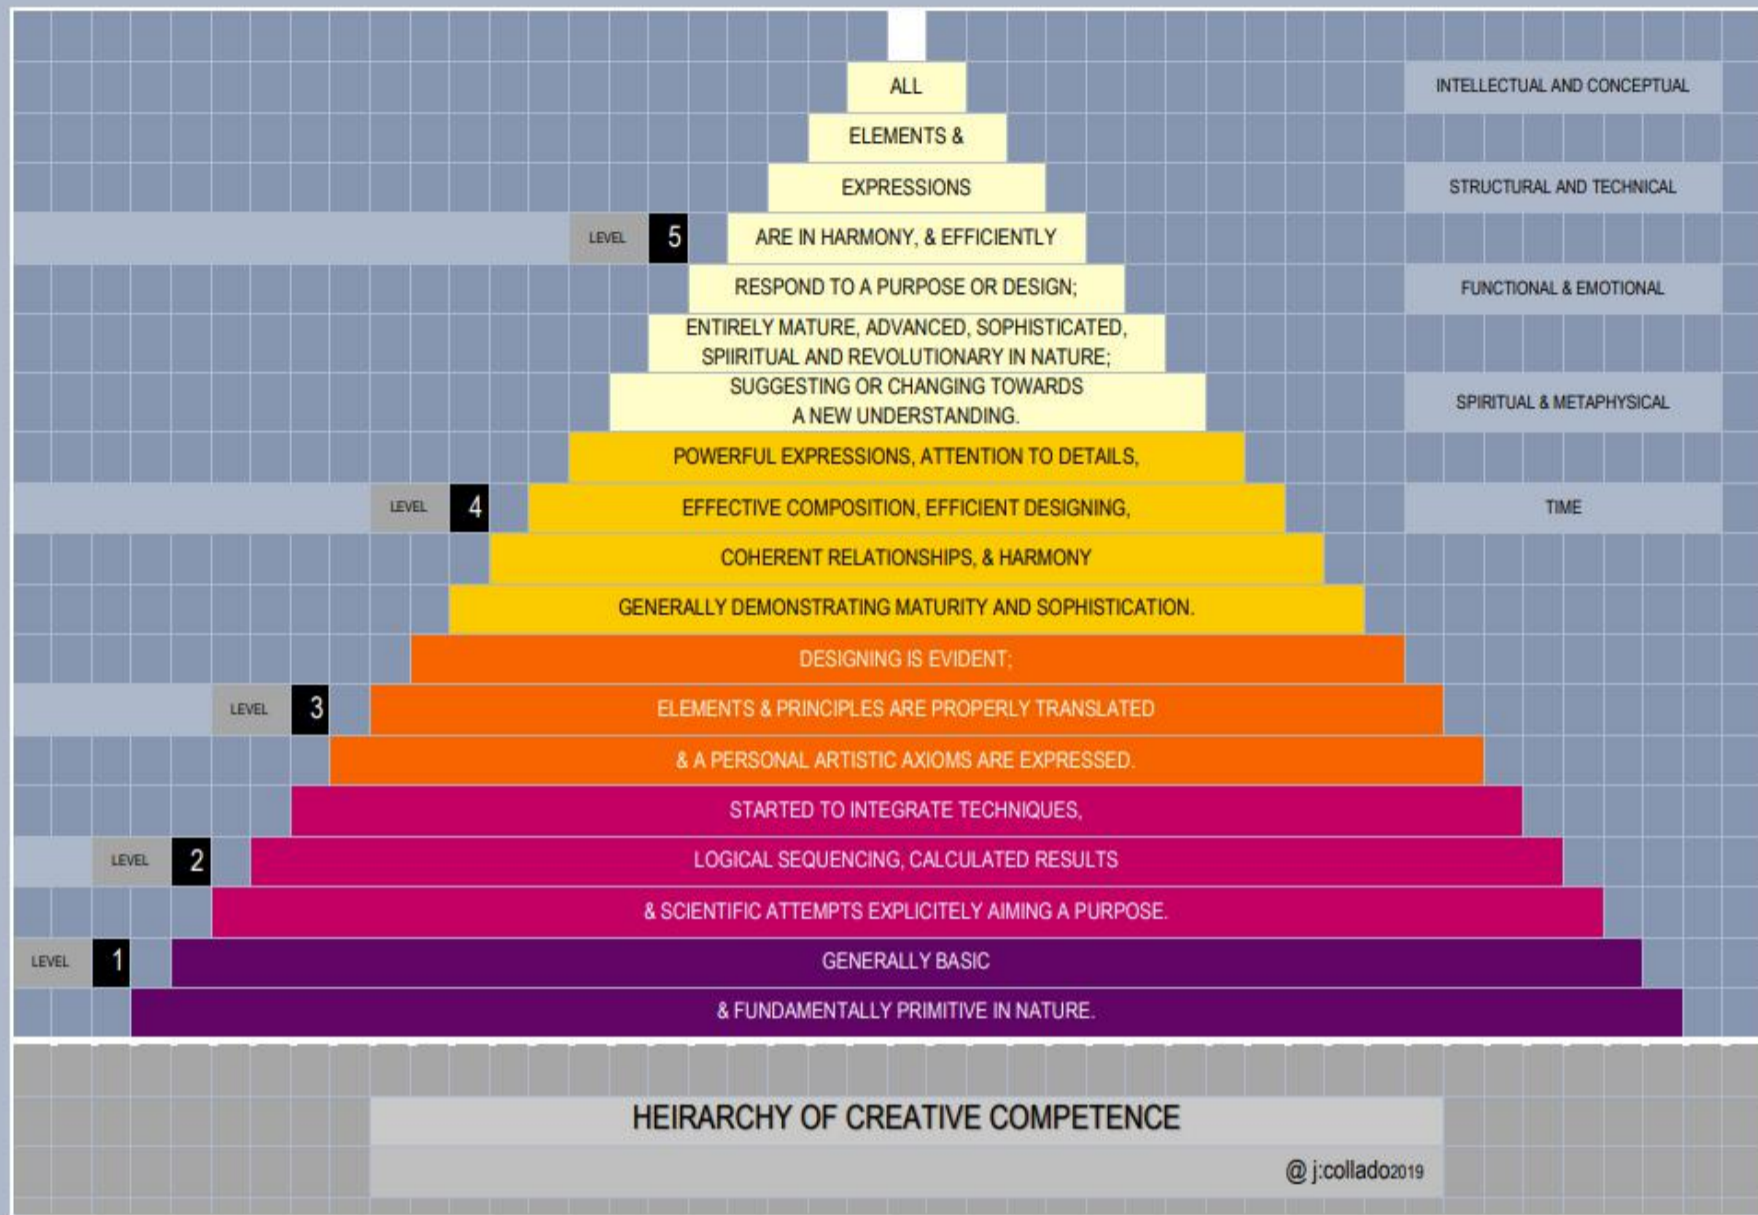 ALL
INTELLECTUAL AND CONCEPTUAL
ELEMENTS &
EXPRESSIONS
STRUCTURAL AND TECHNICAL
LEVEL 5
ARE IN HARMONY, & EFFICIENTLY
RESPOND TO A PURPOSE OR DESIGN;
FUNCTIONAL & EMOTIONAL
ENTIRELY MATURE, ADVANCED, SOPHISTICATED,
SPIIRITUAL AND REVOLUTIONARY IN NATURE;
SUGGESTING OR CHANGING TOWARDS
A NEW UNDERSTANDING.
SPIRITUAL & METAPHYSICAL
POWERFUL EXPRESSIONS, ATTENTION TO DETAILS,
LEVEL 4
EFFECTIVE COMPOSITION, EFFICIENT DESIGNING,
TIME
COHERENT RELATIONSHIPS, & HARMONY
GENERALLY DEMONSTRATING MATURITY AND SOPHISTICATION.
DESIGNING IS EVIDENT;
LEVEL 3
ELEMENTS & PRINCIPLES ARE PROPERLY TRANSLATED
& A PERSONAL ARTISTIC AXIOMS ARE EXPRESSED.
STARTED TO INTEGRATE TECHNIQUES,
LEVEL 2
LOGICAL SEQUENCING, CALCULATED RESULTS
& SCIENTIFIC ATTEMPTS EXPLICITELY AIMING A PURPOSE.
LEVEL 1
GENERALLY BASIC
& FUNDAMENTALLY PRIMITIVE IN NATURE.
HEIRARCHY OF CREATIVE COMPETENCE
@ j:collado2019